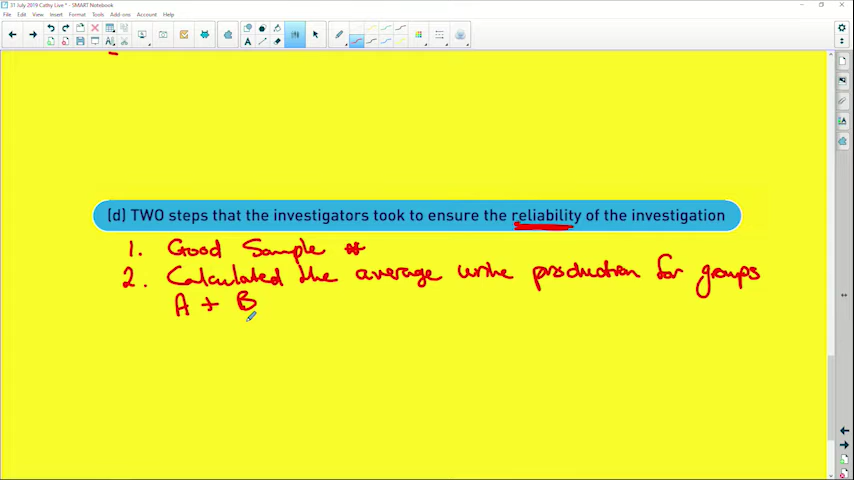 31 July 2019 Cathy Live * - SMART Notebook
File Edit View Insert Format Tools Add-ons Account Help
(d) TWO steps that the investigators took to ensure the reliability of the investigation
1. Good Sample
2. Calculated the average urine production for groups
A + B